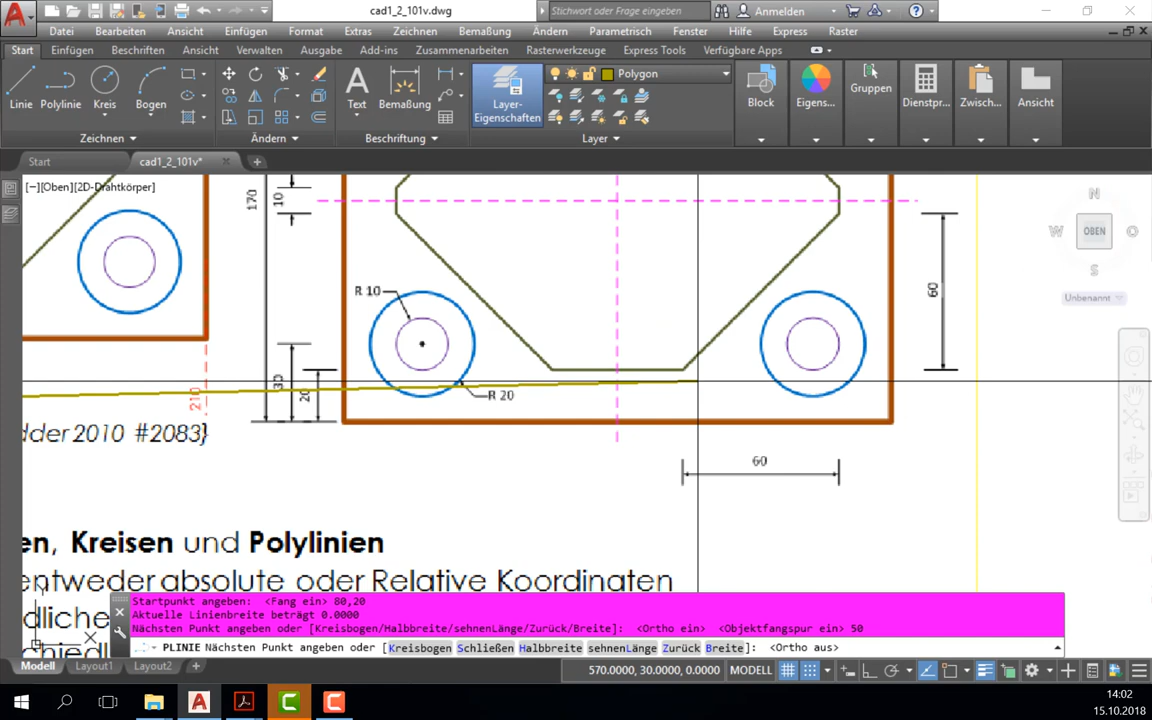 cad1_2_101v.dwg
Stichwort oder Frage eingeben
Anmelden
Datei Bearbeiten Ansicht Einfügen Format Extras Zeichnen Bemaßung Ändern Parametrisch Fenster Hilfe Express Raster
Start Einfügen Beschriften Ansicht Verwalten Ausgabe Add-ins Zusammenarbeiten Rasterwerkzeuge Express Tools Verfügbare Apps
Polygon
Linie Polylinie Kreis Bogen Text Bemaßung Layer-Eigenschaften Block Eigens... Gruppen Dienstpr... Zwisch... Ansicht
Zeichnen Ändern Beschriftung Layer
Start cad1_2_101v*
[−][Oben][2D-Drahtkörper]
N
W OBEN O
S
Unbenannt
170
10
R 10
60
30
20
R 20
210
dder 2010 #2083}
60
en, Kreisen und Polylinien
entweder absolute oder Relative Koordinaten
dliche
chiedl
Startpunkt angeben: <Fang ein> 80,20
Aktuelle Linienbreite beträgt 0.0000
Nächsten Punkt angeben oder [Kreisbogen/Halbbreite/sehnenLänge/Zurück/Breite]: <Ortho ein> <Objektfangspur ein> 50
PLINIE Nächsten Punkt angeben oder [Kreisbogen Schließen Halbbreite sehnenLänge Zurück Breite]: <Ortho aus>
Modell Layout1 Layout2 +
570.0000, 30.0000, 0.0000 MODELL
14:02
15.10.2018